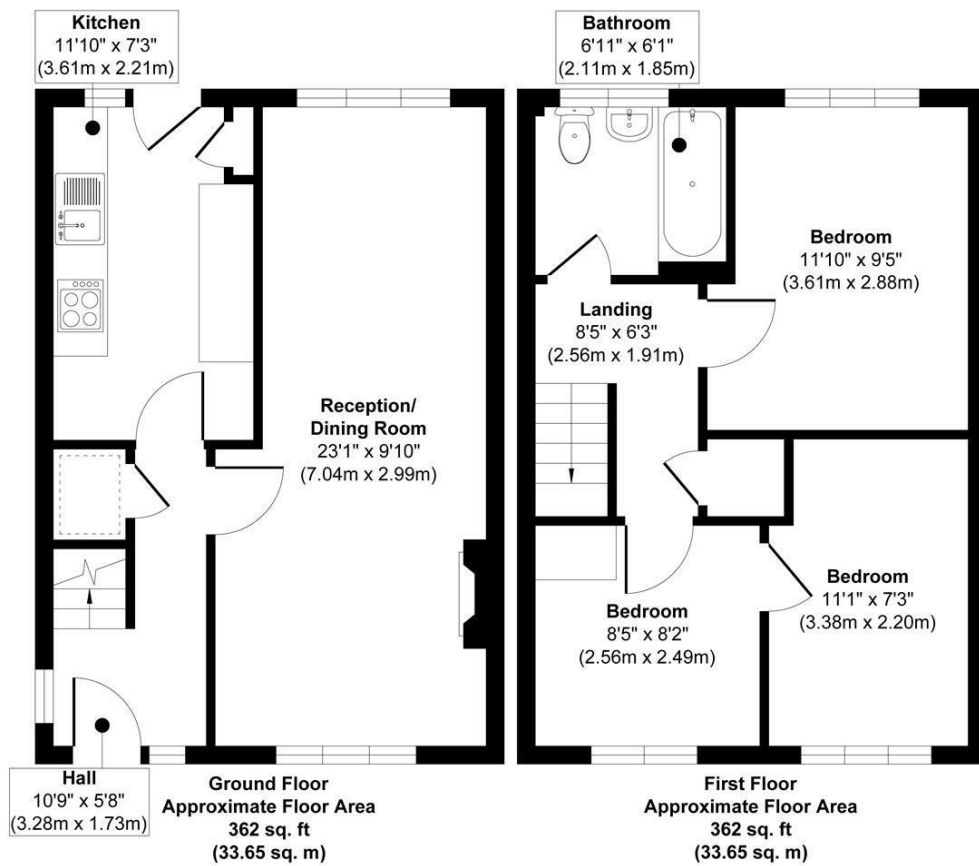 Kitchen
11'10" x 7'3"
(3.61m x 2.21m)
Bathroom
6'11" x 6'1"
(2.11m x 1.85m)
Bedroom
11'10" x 9'5"
(3.61m x 2.88m)
Landing
8'5" x 6'3"
(2.56m x 1.91m)
Reception/
Dining Room
23'1" x 9'10"
(7.04m x 2.99m)
Bedroom
11'1" x 7'3"
(3.38m x 2.20m)
Bedroom
8'5" x 8'2"
(2.56m x 2.49m)
Hall
10'9" x 5'8"
(3.28m x 1.73m)
Ground Floor
Approximate Floor Area
362 sq. ft
(33.65 sq. m)
First Floor
Approximate Floor Area
362 sq. ft
(33.65 sq. m)